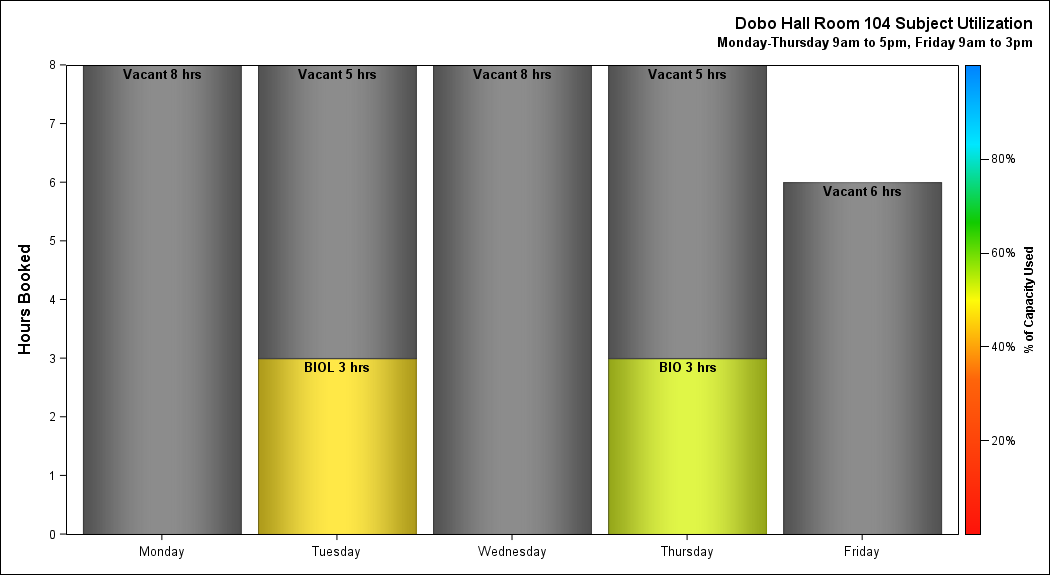 Dobo Hall Room 104 Subject Utilization
Monday-Thursday 9am to 5pm, Friday 9am to 3pm
Hours Booked
8
7
6
5
4
3
2
1
0
Vacant 8 hrs
Vacant 5 hrs
Vacant 8 hrs
Vacant 5 hrs
Vacant 6 hrs
BIOL 3 hrs
BIO 3 hrs
Monday
Tuesday
Wednesday
Thursday
Friday
80%
60%
40%
20%
% of Capacity Used